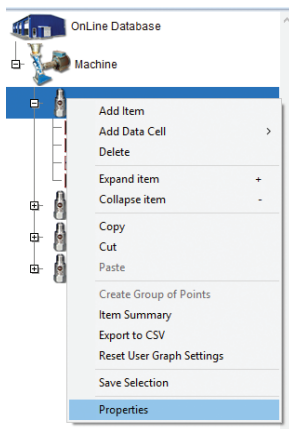 OnLine Database
Machine
Add Item
Add Data Cell >
Delete
Expand item +
Collapse item -
Copy
Cut
Paste
Create Group of Points
Item Summary
Export to CSV
Reset User Graph Settings
Save Selection
Properties